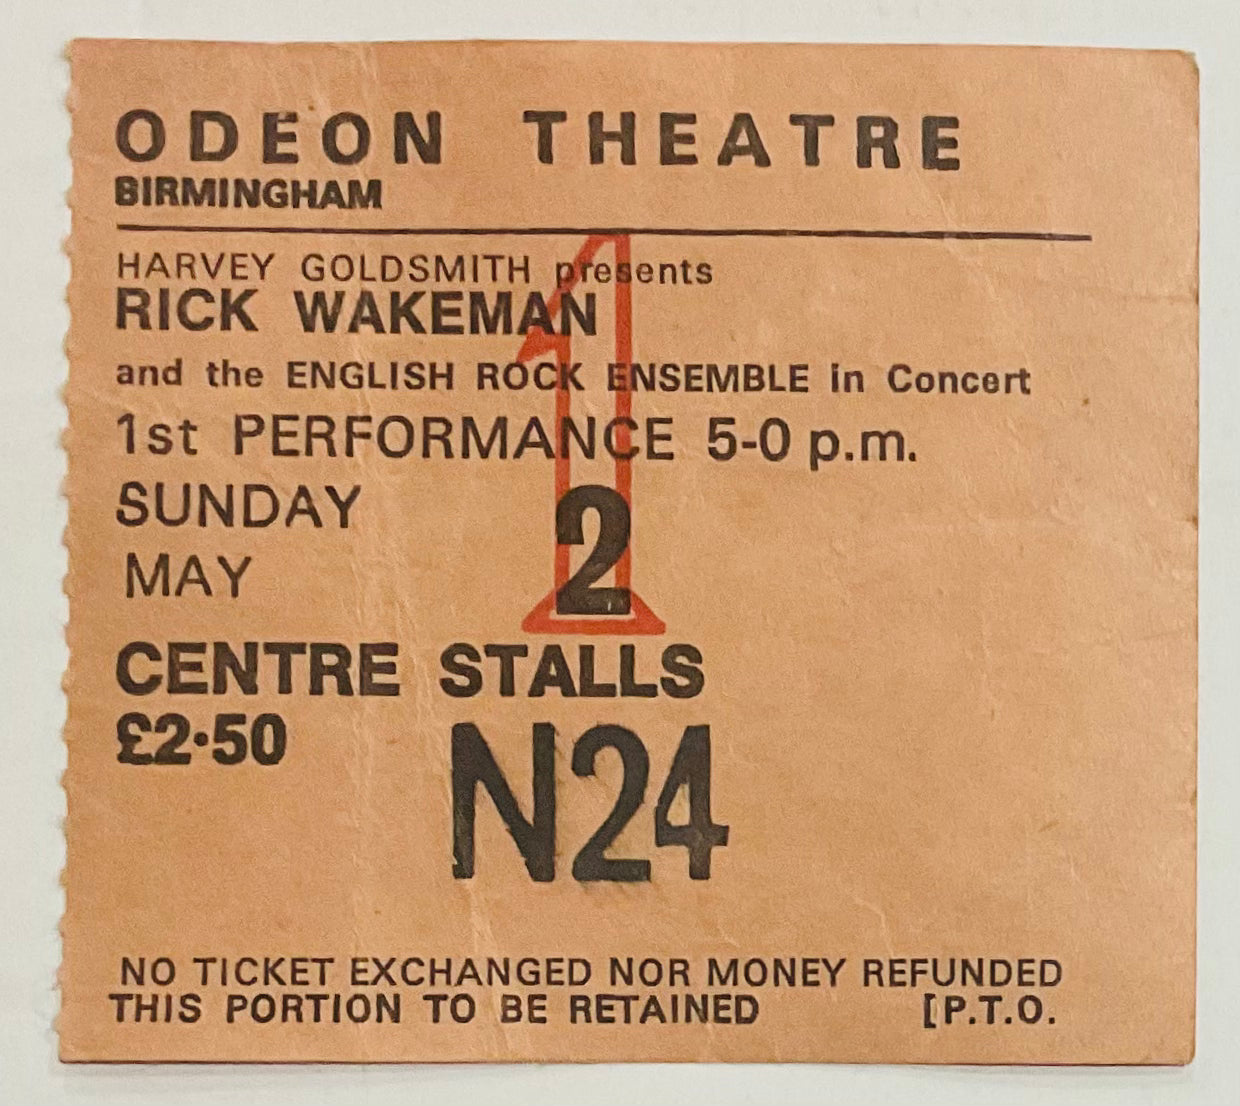 ODEON THEATRE
BIRMINGHAM
HARVEY GOLDSMITH presents
RICK WAKEMAN
and the ENGLISH ROCK ENSEMBLE in Concert
1st PERFORMANCE 5-0 p.m.
SUNDAY
1
2
MAY
CENTRE STALLS
£2·50
N24
NO TICKET EXCHANGED NOR MONEY REFUNDED
THIS PORTION TO BE RETAINED [P.T.O.